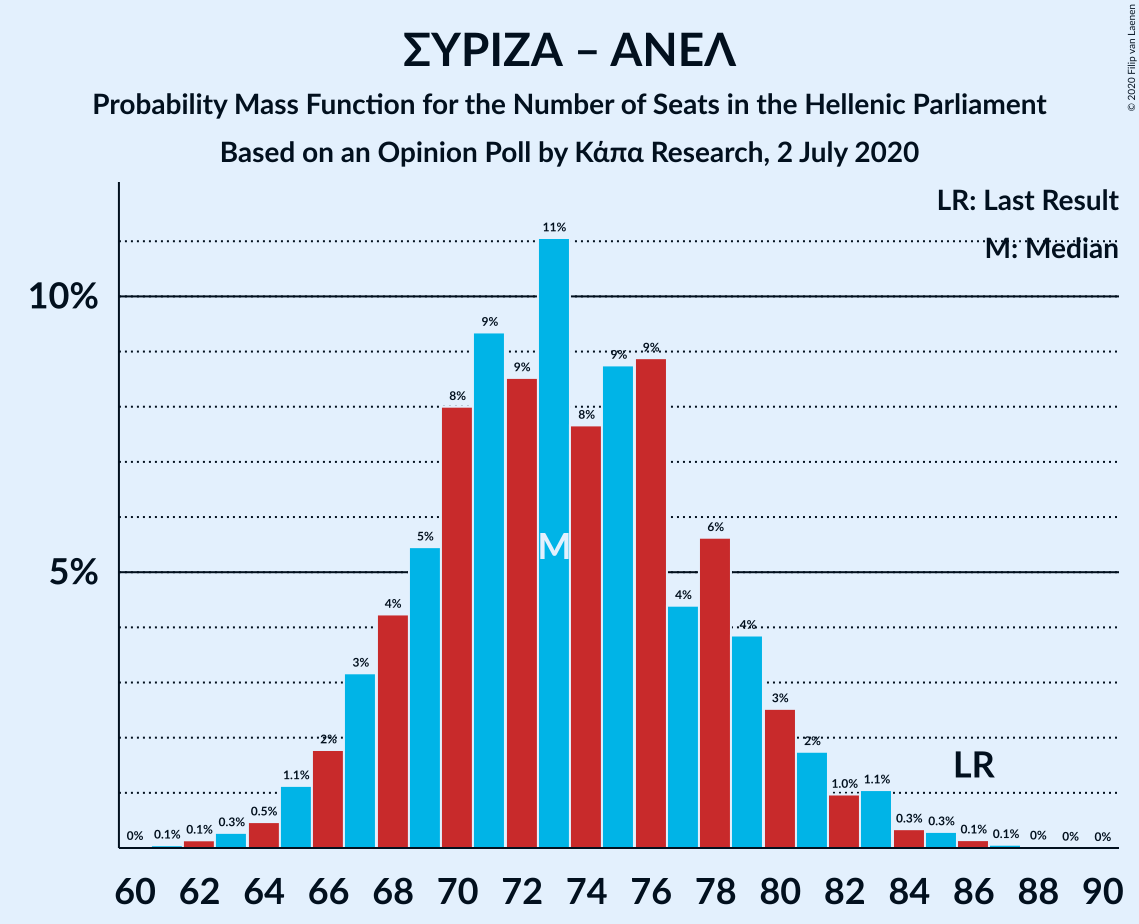 ΣΥΡΙΖΑ – ΑΝΕΛ
Probability Mass Function for the Number of Seats in the Hellenic Parliament
Based on an Opinion Poll by Κάπα Research, 2 July 2020
© 2020 Filip van Laenen
LR: Last Result
M: Median
10%
5%
0% 0.1% 0.1% 0.3% 0.5% 1.1% 2% 3% 4% 5% 8% 9% 9% 11% 8% 9% 9% 4% 6% 4% 3% 2% 1.0% 1.1% 0.3% 0.3% 0.1% 0.1% 0% 0% 0%
M
LR
60 62 64 66 68 70 72 74 76 78 80 82 84 86 88 90